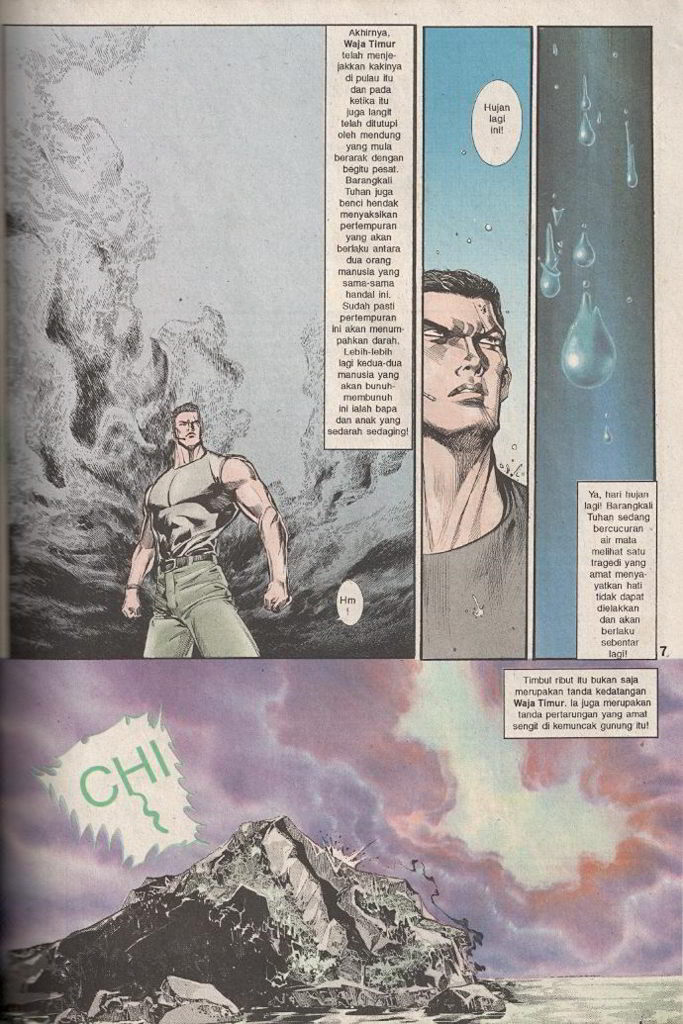 Akhirnya,
Waja Timur
telah menje-
jakkan kakinya
di pulau itu
dan pada
ketika itu
juga langit
telah ditutupi
oleh mendung
yang mula
berarak dengan
begitu pesat.
Barangkali
Tuhan juga
benci hendak
menyaksikan
pertempuran
yang akan
berlaku antara
dua orang
manusia yang
sama-sama
handal ini.
Sudah pasti
pertempuran
ini akan menum-
pahkan darah.
Lebih-lebih
lagi kedua-dua
manusia yang
akan bunuh-
membunuh
ini ialah bapa
dan anak yang
sedarah sedaging!
Hm
!
Hujan
lagi
ini!
Ya, hari hujan
lagi! Barangkali
Tuhan sedang
bercucuran
air mata
melihat satu
tragedi yang
amat menya-
yatkan hati
tidak dapat
dielakkan
dan akan
berlaku
sebentar
lagi!
7
Timbul ribut itu bukan saja
merupakan tanda kedatangan
Waja Timur. Ia juga merupakan
tanda pertarungan yang amat
sengit di kemuncak gunung itu!
CHI